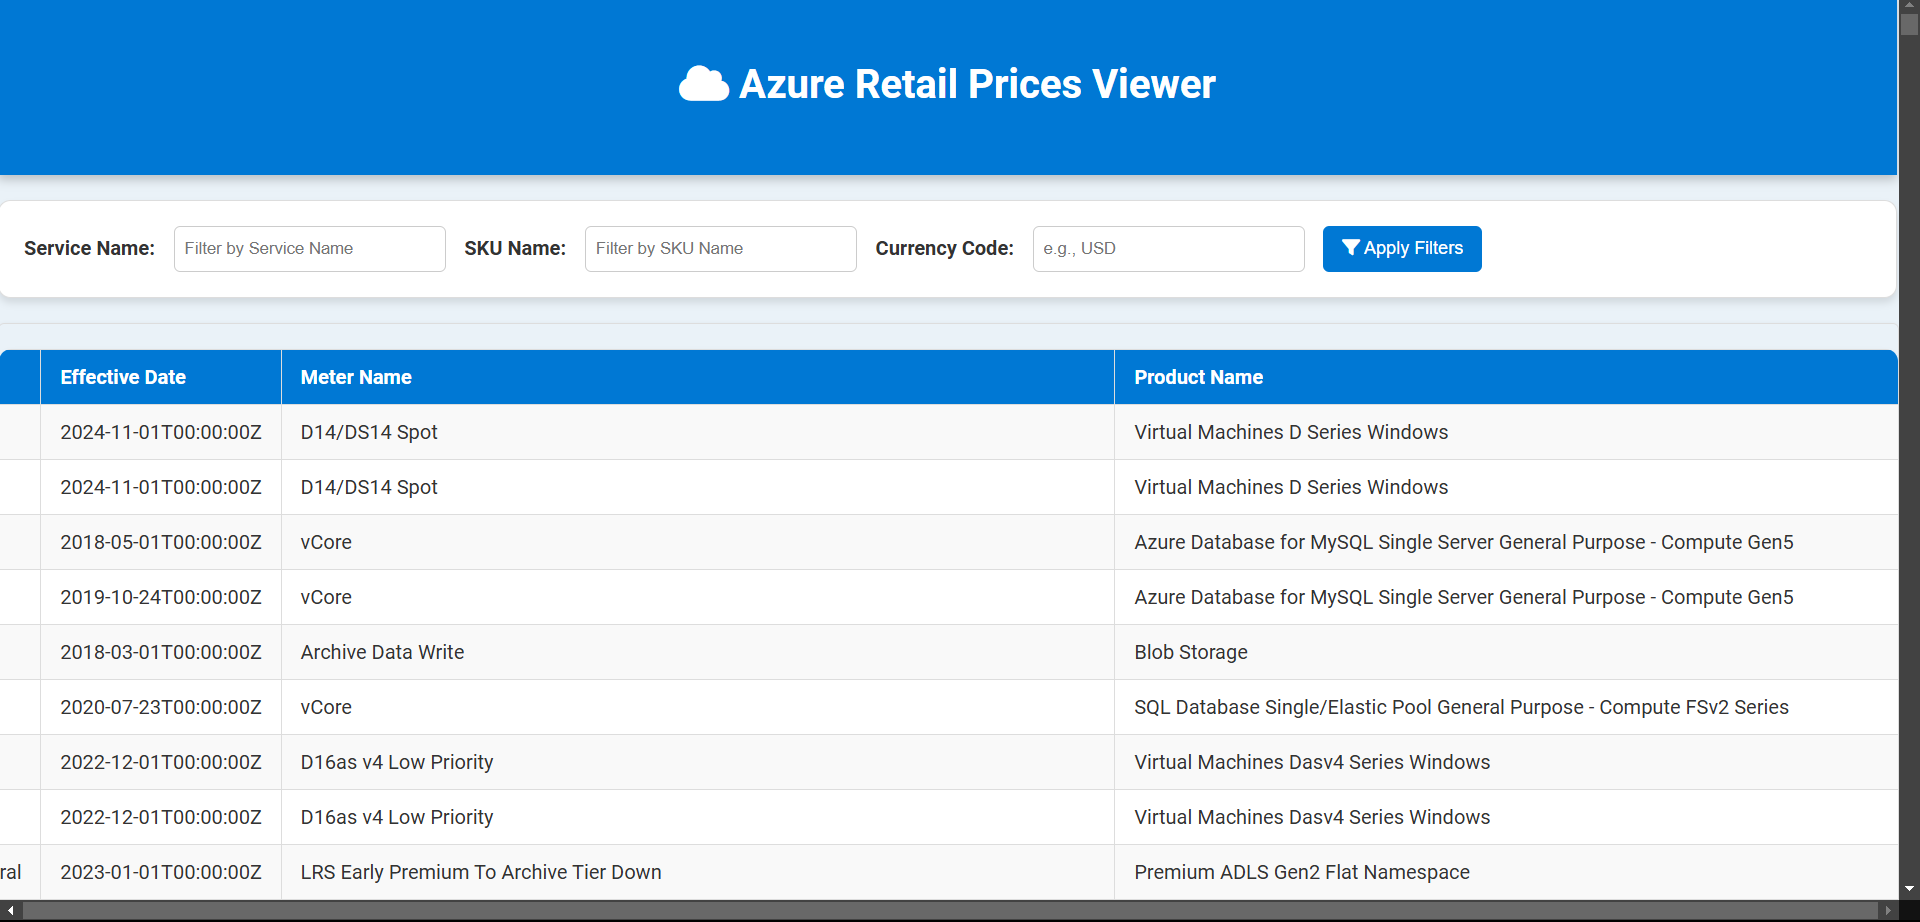 Azure Retail Prices Viewer
Service Name: Filter by Service Name SKU Name: Filter by SKU Name Currency Code: e.g., USD Apply Filters
Effective Date Meter Name Product Name
2024-11-01T00:00:00Z D14/DS14 Spot Virtual Machines D Series Windows
2024-11-01T00:00:00Z D14/DS14 Spot Virtual Machines D Series Windows
2018-05-01T00:00:00Z vCore Azure Database for MySQL Single Server General Purpose - Compute Gen5
2019-10-24T00:00:00Z vCore Azure Database for MySQL Single Server General Purpose - Compute Gen5
2018-03-01T00:00:00Z Archive Data Write Blob Storage
2020-07-23T00:00:00Z vCore SQL Database Single/Elastic Pool General Purpose - Compute FSv2 Series
2022-12-01T00:00:00Z D16as v4 Low Priority Virtual Machines Dasv4 Series Windows
2022-12-01T00:00:00Z D16as v4 Low Priority Virtual Machines Dasv4 Series Windows
ral 2023-01-01T00:00:00Z LRS Early Premium To Archive Tier Down Premium ADLS Gen2 Flat Namespace